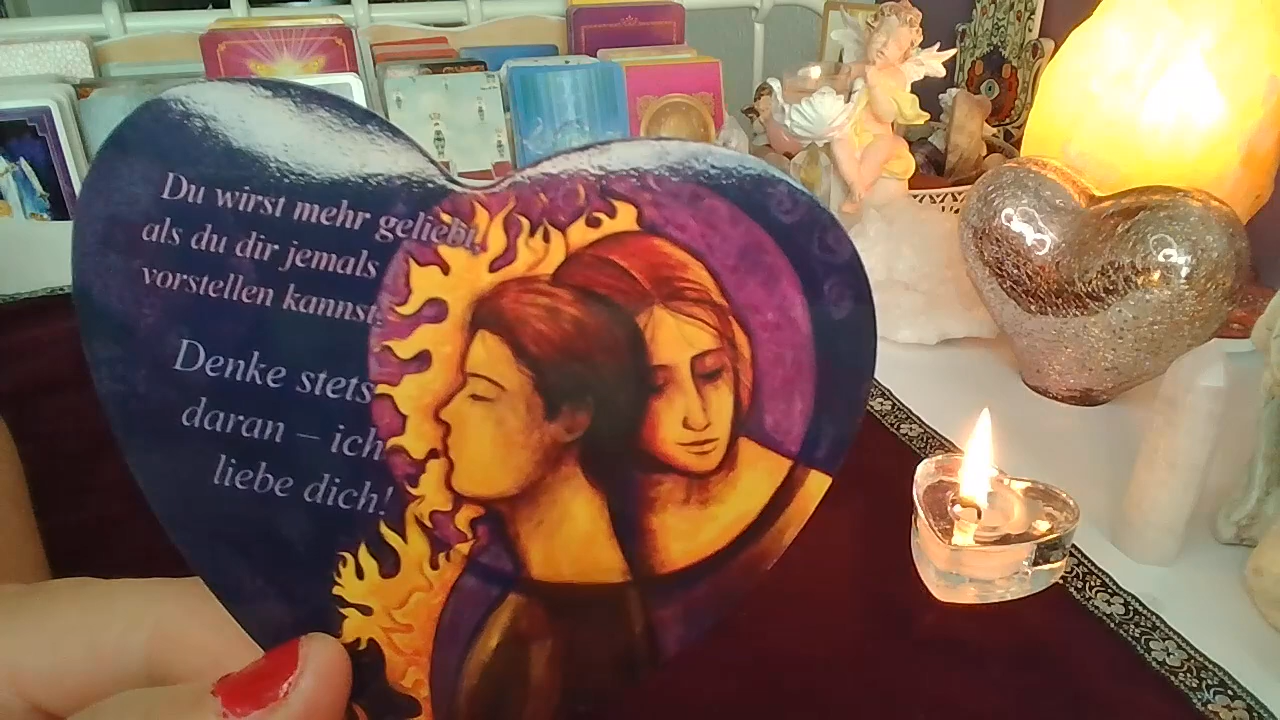 Du wirst mehr geliebt,
als du dir jemals
vorstellen kannst.
Denke stets
daran – ich
liebe dich!